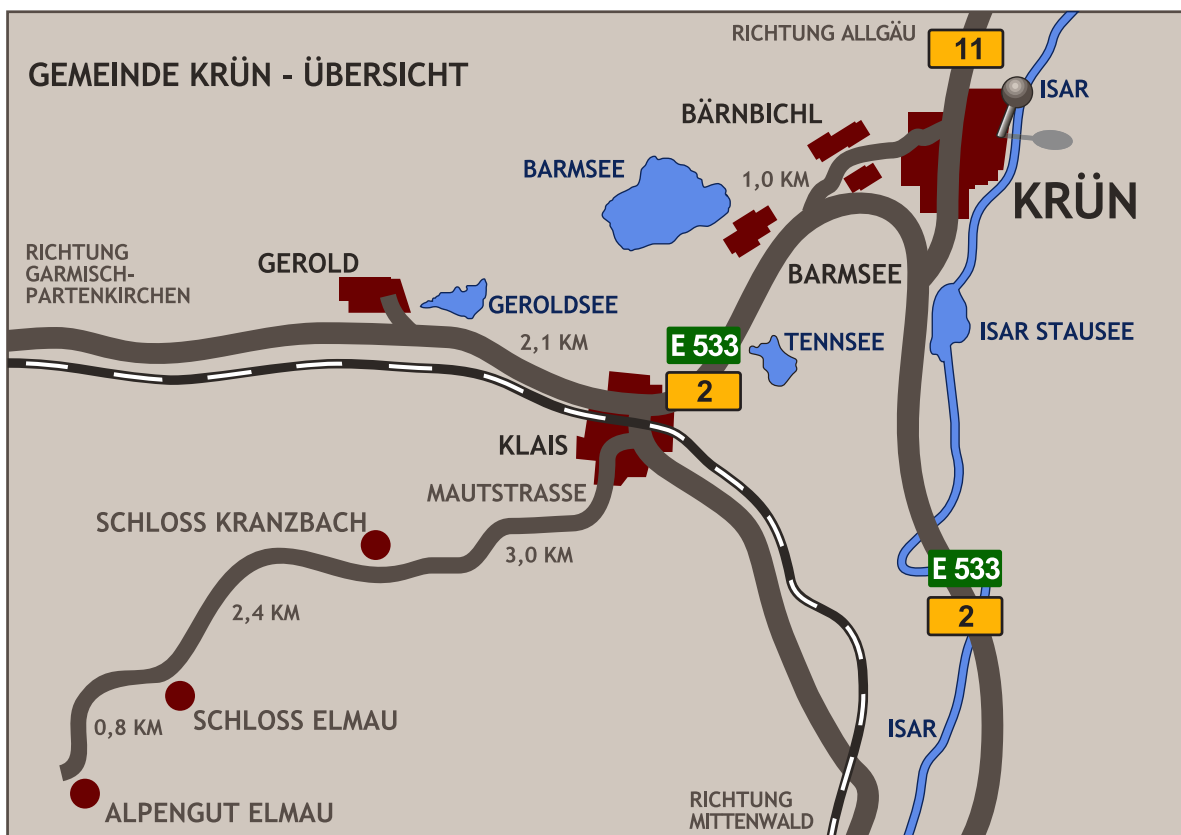 GEMEINDE KRÜN - ÜBERSICHT
RICHTUNG ALLGÄU
11
ISAR
BÄRNBICHL
BARMSEE
1,0 KM
KRÜN
RICHTUNG
GARMISCH-
PARTENKIRCHEN
GEROLD
BARMSEE
GEROLDSEE
ISAR STAUSEE
2,1 KM
E 533
TENNSEE
2
KLAIS
MAUTSTRASSE
SCHLOSS KRANZBACH
3,0 KM
E 533
2,4 KM
2
SCHLOSS ELMAU
0,8 KM
ISAR
ALPENGUT ELMAU
RICHTUNG
MITTENWALD